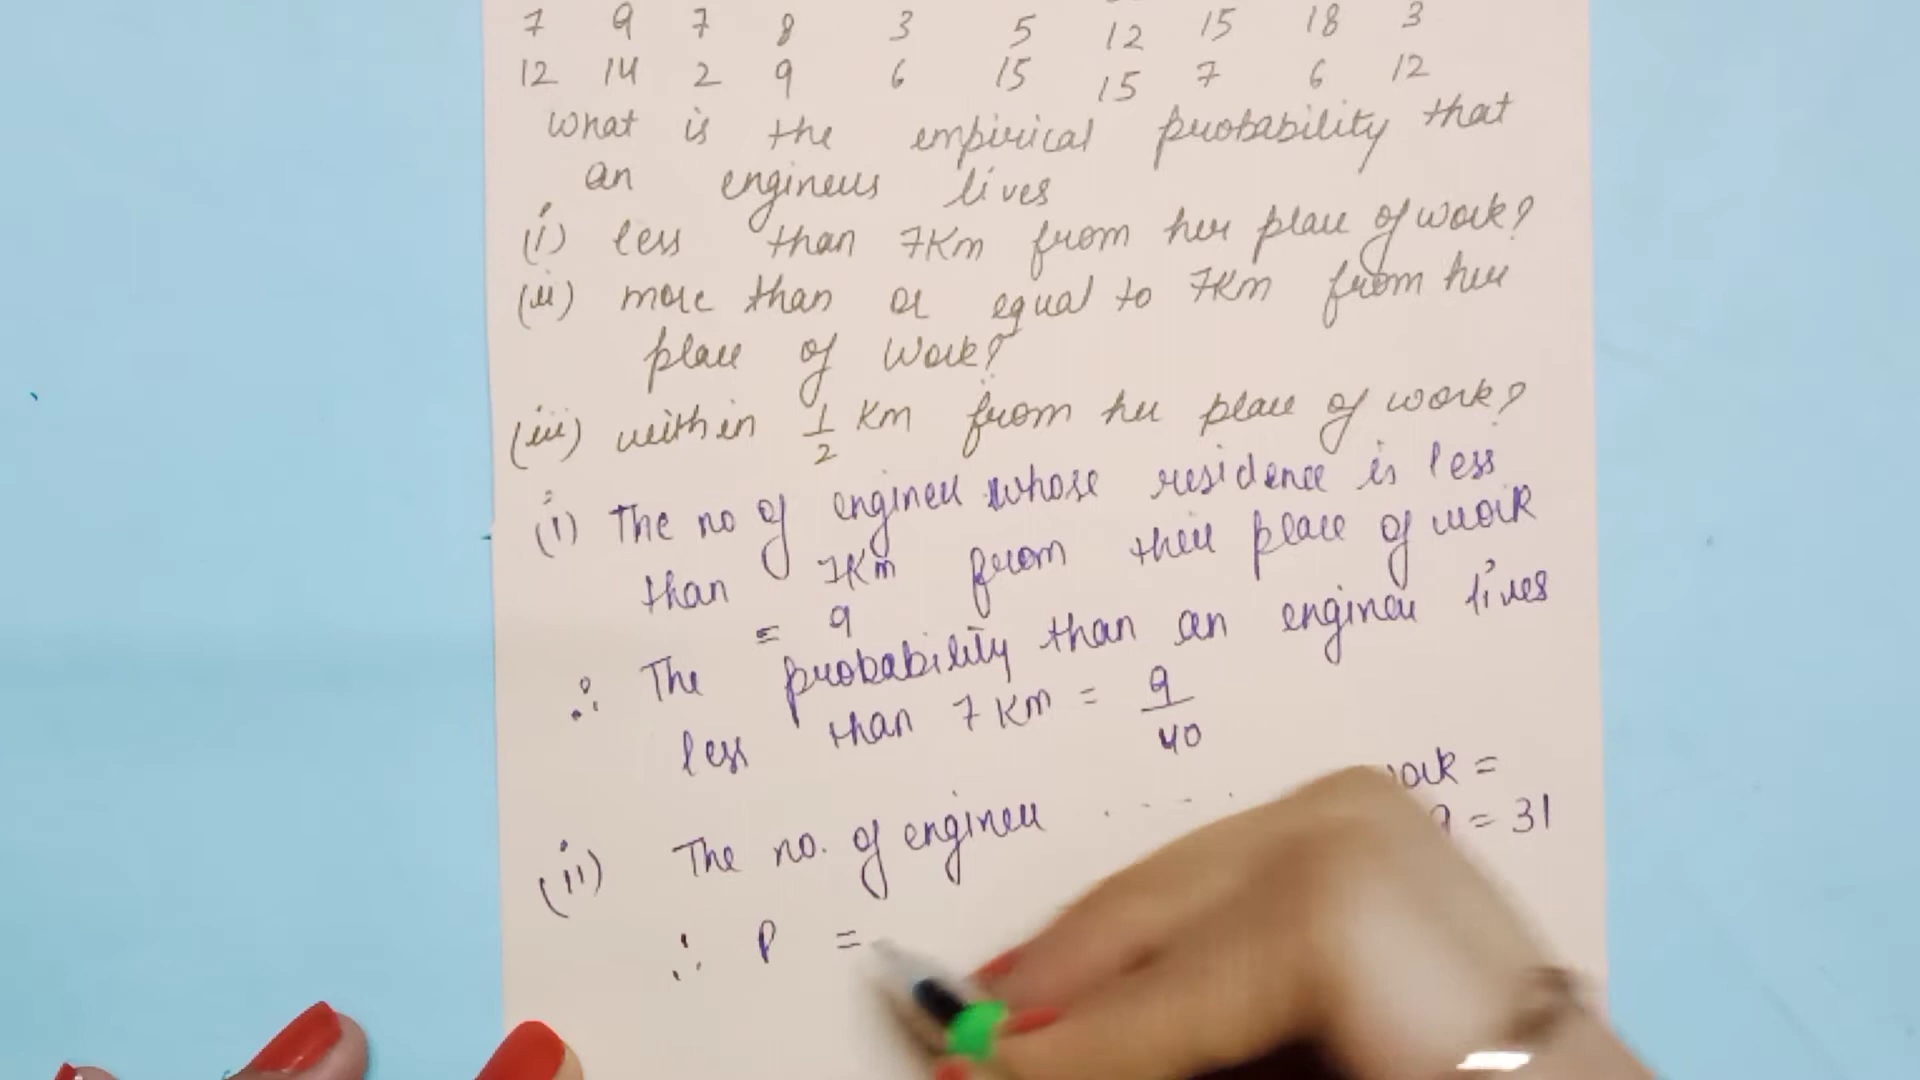 7 9 7 8 3 5 12 15 18 3
12 14 2 9 6 15 15 7 6 12
what is the empirical probability that
an engineers lives
(i) less than 7Km from her place of work?
(ii) more than or equal to 7Km from her
place of work?
(iii) within 1/2 Km from her place of work?
(i) The no of engineer whose residence is less
than 7Km from their place of work
= 9
∴ The probability than an engineer lives
less than 7 Km = 9/40
(ii) The no. of engineer ....
= 31
∴ P =